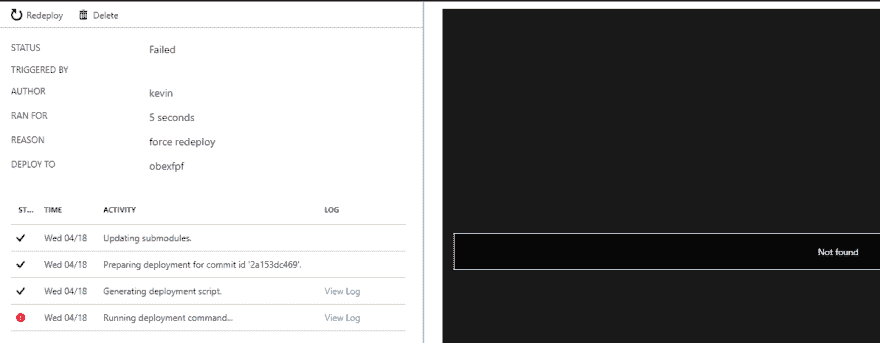 Redeploy Delete
STATUS Failed
TRIGGERED BY
AUTHOR kevin
RAN FOR 5 seconds
REASON force redeploy
DEPLOY TO obexfpf
ST... TIME ACTIVITY LOG
Wed 04/18 Updating submodules.
Not found
Wed 04/18 Preparing deployment for commit id '2a153dc469'.
Wed 04/18 Generating deployment script. View Log
Wed 04/18 Running deployment command... View Log